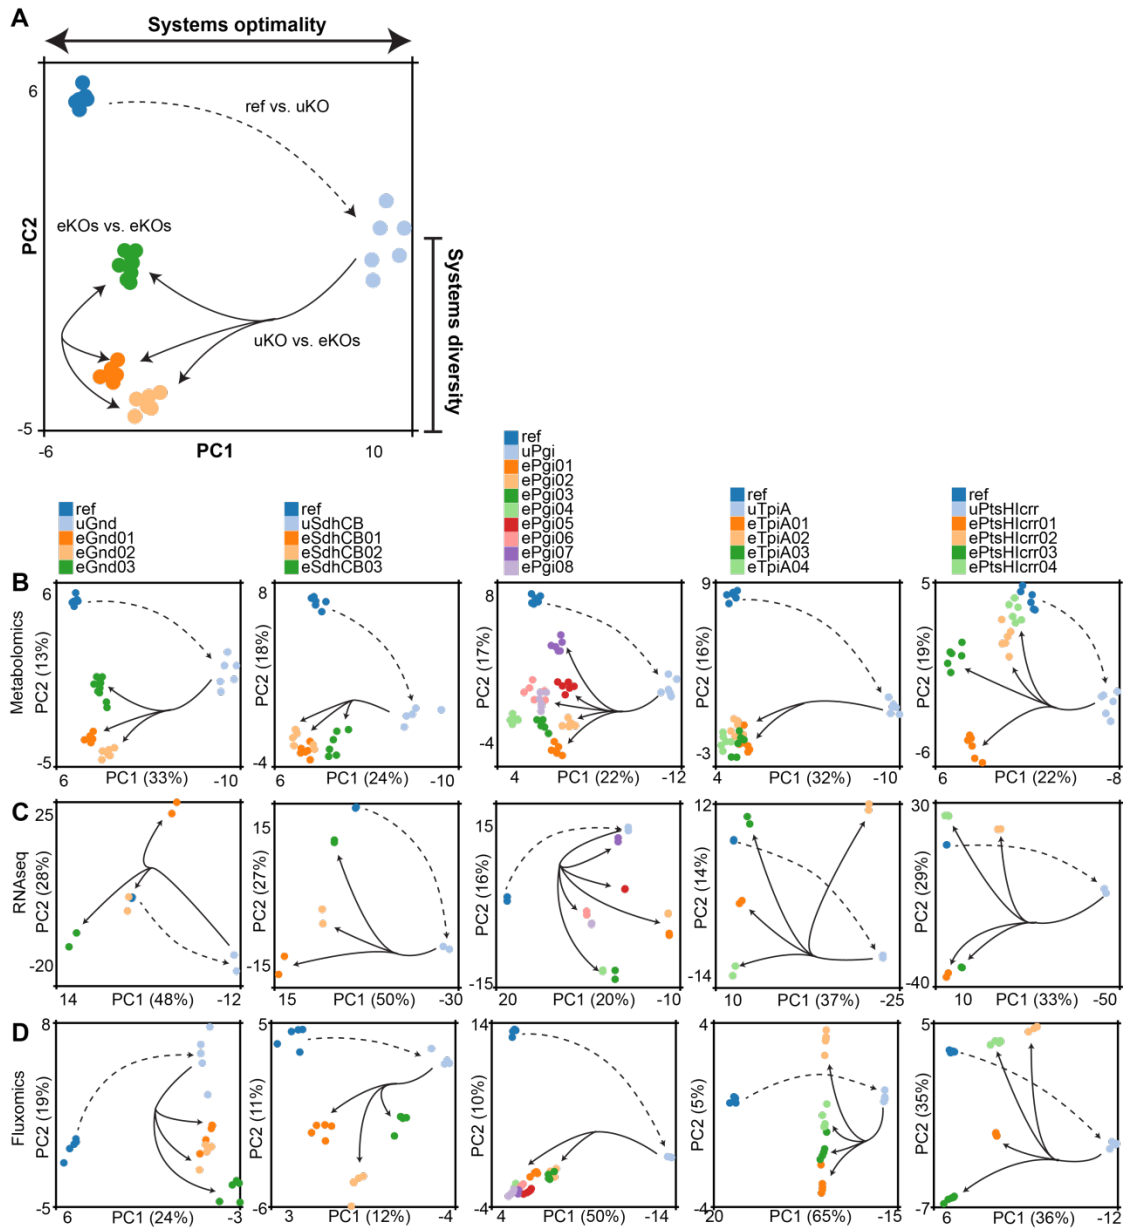 A
Systems optimality
6
ref vs. uKO
PC2
eKOs vs. eKOs
uKO vs. eKOs
Systems diversity
-5
-6
PC1
10
ref
uGnd
eGnd01
eGnd02
eGnd03
ref
uSdhCB
eSdhCB01
eSdhCB02
eSdhCB03
ref
uPgi
ePgi01
ePgi02
ePgi03
ePgi04
ePgi05
ePgi06
ePgi07
ePgi08
ref
uTpiA
eTpiA01
eTpiA02
eTpiA03
eTpiA04
ref
uPtsHIcrr
ePtsHIcrr01
ePtsHIcrr02
ePtsHIcrr03
ePtsHIcrr04
B
Metabolomics
6
PC2 (13%)
-5
6
PC1 (33%)
-10
8
PC2 (18%)
-4
6
PC1 (24%)
-10
8
PC2 (17%)
-4
4
PC1 (22%)
-12
9
PC2 (16%)
-3
4
PC1 (32%)
-10
5
PC2 (19%)
-6
6
PC1 (22%)
-8
C
RNAseq
25
PC2 (28%)
-20
14
PC1 (48%)
-12
15
PC2 (27%)
-15
15
PC1 (50%)
-30
15
PC2 (16%)
-15
20
PC1 (20%)
-10
12
PC2 (14%)
-14
10
PC1 (37%)
-25
30
PC2 (29%)
-40
10
PC1 (33%)
-50
D
Fluxomics
8
PC2 (19%)
-5
6
PC1 (24%)
-3
5
PC2 (11%)
-6
3
PC1 (12%)
-4
14
PC2 (10%)
-4
4
PC1 (50%)
-14
4
PC2 (5%)
-4
20
PC1 (65%)
-15
5
PC2 (35%)
-7
6
PC1 (36%)
-12